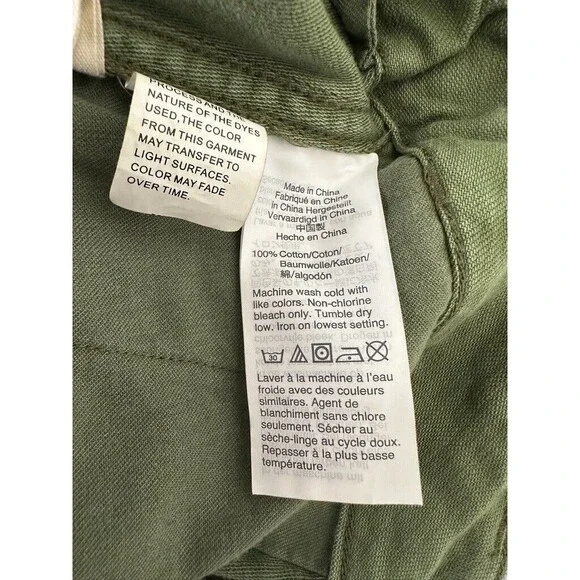 PROCESS AND THE
NATURE OF THE DYES
USED, THE COLOR
FROM THIS GARMENT
MAY TRANSFER TO
LIGHT SURFACES.
COLOR MAY FADE
OVER TIME.
Made in China
Fabriqué en Chine
in China Hergestellt
Vervaardigd in China
中国製
Hecho en China
100% Cotton/Coton/
Baumwolle/Katoen/
綿/algodón
Machine wash cold with
like colors. Non-chlorine
bleach only. Tumble dry
low. Iron on lowest setting.
30
Laver à la machine à l'eau
froide avec des couleurs
similaires. Agent de
blanchiment sans chlore
seulement. Sécher au
sèche-linge au cycle doux.
Repasser à la plus basse
température.